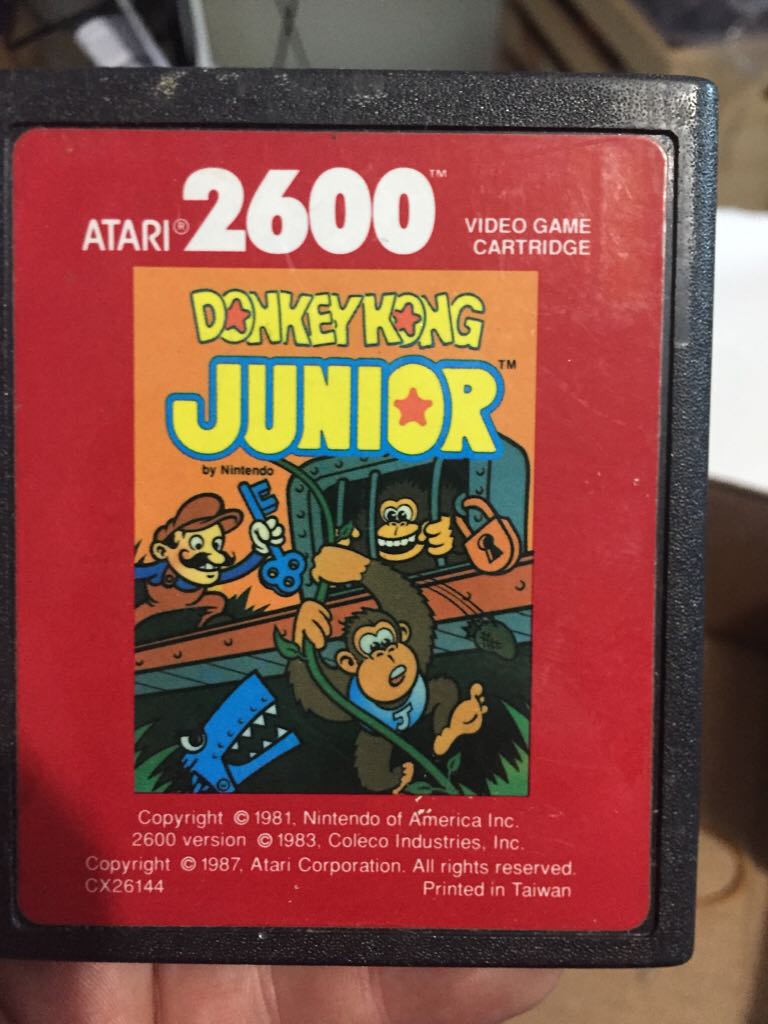 ATARI® 2600™ VIDEO GAME
CARTRIDGE
DONKEY KONG
JUNIOR™
by Nintendo
J
Copyright © 1981, Nintendo of America Inc.
2600 version © 1983, Coleco Industries, Inc.
Copyright © 1987, Atari Corporation. All rights reserved.
CX26144 Printed in Taiwan